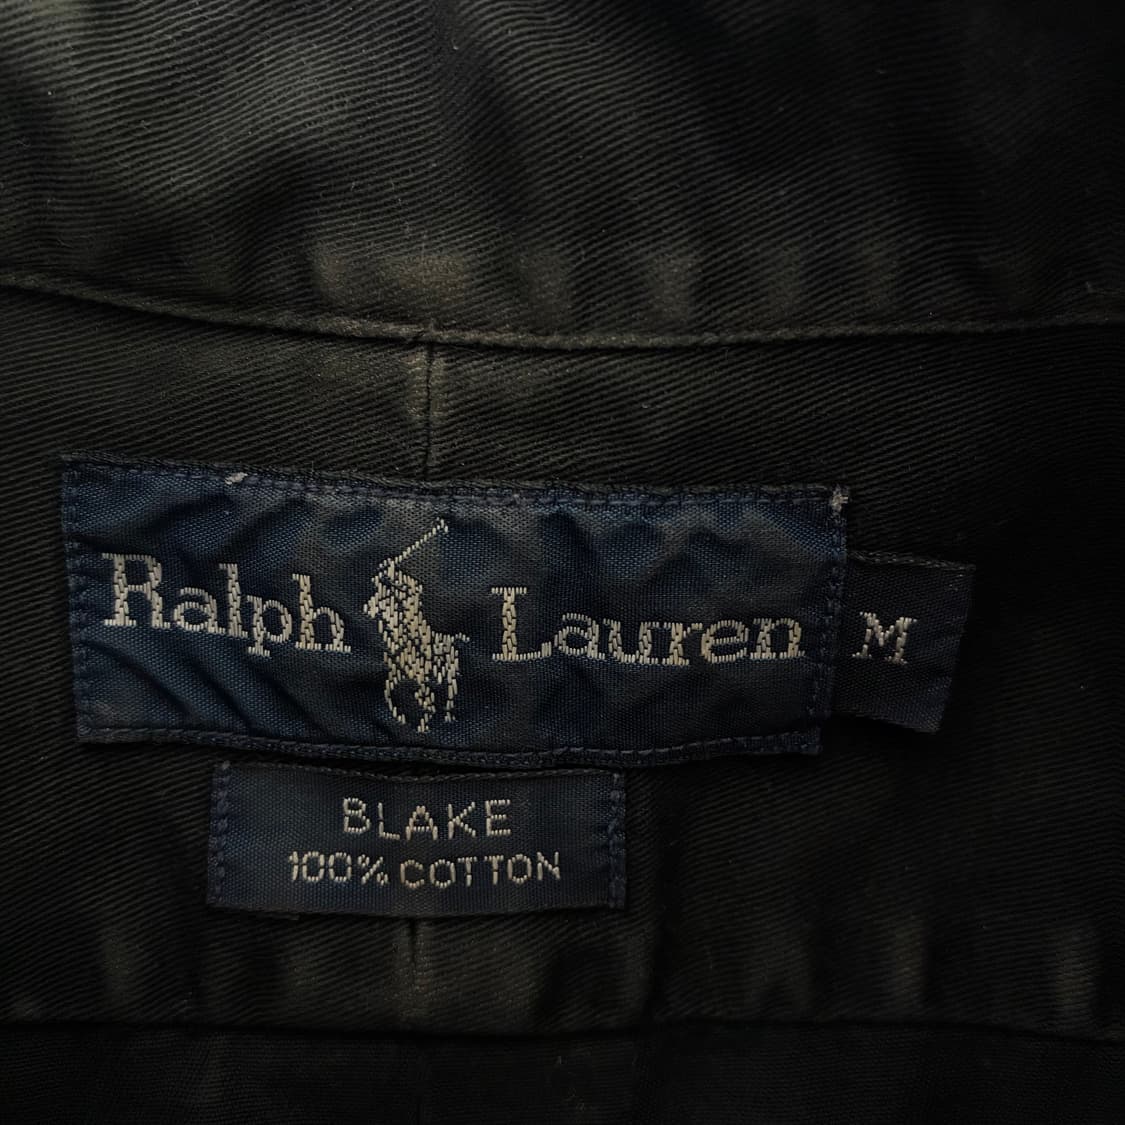 Ralph Lauren M
BLAKE
100% COTTON